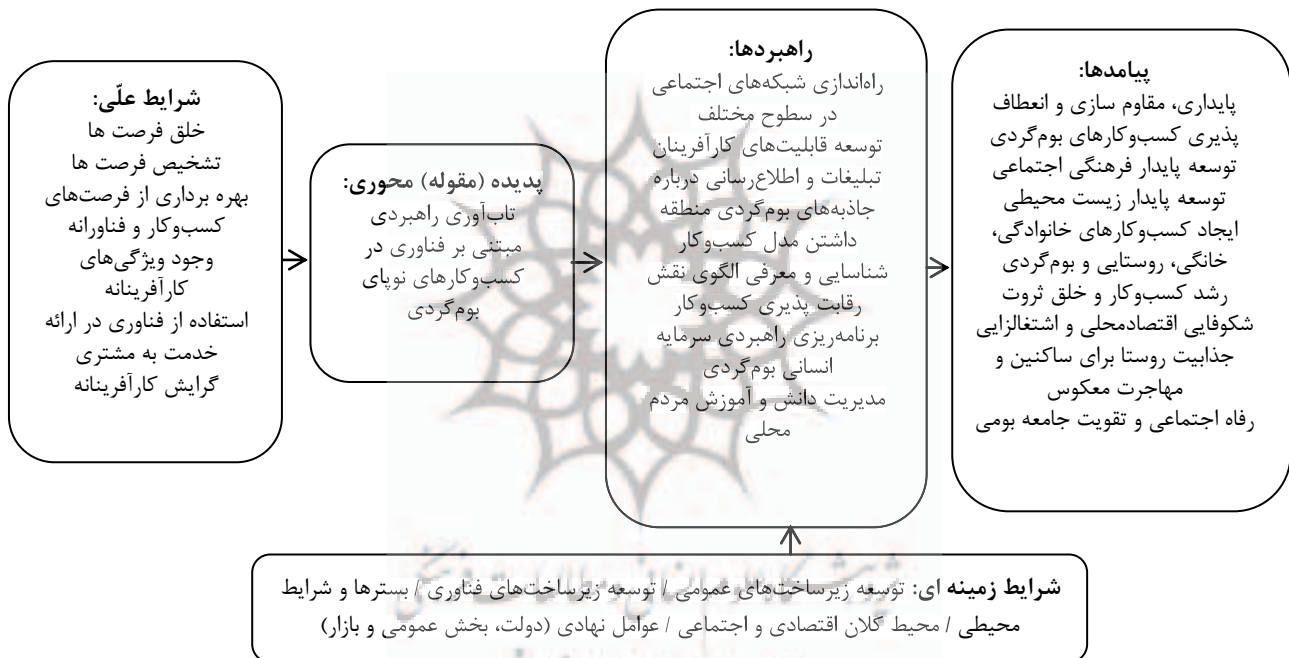 شرایط علّی:
خلق فرصت ها
تشخیص فرصت ها
بهره برداری از فرصت‌های
کسب‌وکار و فناورانه
وجود ویژگی‌های
کارآفرینانه
استفاده از فناوری در ارائه
خدمت به مشتری
گرایش کارآفرینانه
پدیده (مقوله) محوری:
تاب‌آوری راهبردی
مبتنی بر فناوری در
کسب‌وکارهای نوپای
بوم‌گردی
راهبردها:
راه‌اندازی شبکه‌های اجتماعی
در سطوح مختلف
توسعه قابلیت‌های کارآفرینان
تبلیغات و اطلاع‌رسانی درباره
جاذبه‌های بوم‌گردی منطقه
داشتن مدل کسب‌وکار
شناسایی و معرفی الگوی نقش
رقابت پذیری کسب‌وکار
برنامه‌ریزی راهبردی سرمایه
انسانی بوم‌گردی
مدیریت دانش و آموزش مردم
محلی
پیامدها:
پایداری، مقاوم سازی و انعطاف
پذیری کسب‌وکارهای بوم‌گردی
توسعه پایدار فرهنگی اجتماعی
توسعه پایدار زیست محیطی
ایجاد کسب‌وکارهای خانوادگی،
خانگی، روستایی و بوم‌گردی
رشد کسب‌وکار و خلق ثروت
شکوفایی اقتصادمحلی و اشتغالزایی
جذابیت روستا برای ساکنین و
مهاجرت معکوس
رفاه اجتماعی و تقویت جامعه بومی
شرایط زمینه ای: توسعه زیرساخت‌های عمومی / توسعه زیرساخت‌های فناوری / بسترها و شرایط
محیطی / محیط کلان اقتصادی و اجتماعی / عوامل نهادی (دولت، بخش عمومی و بازار)